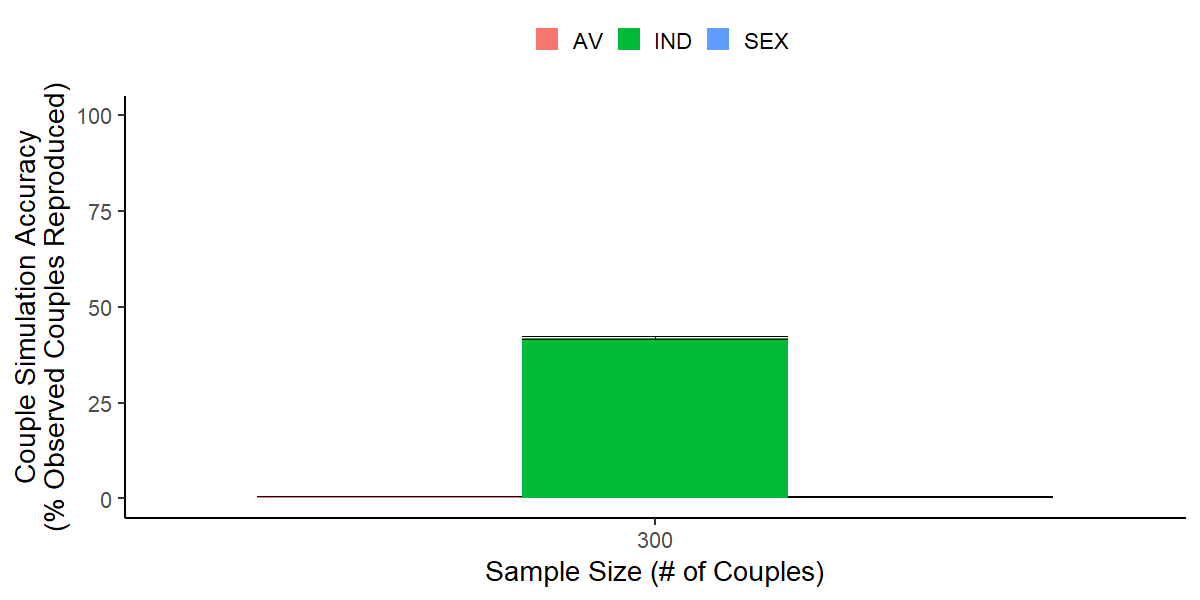 AV IND SEX
Couple Simulation Accuracy
(% Observed Couples Reproduced)
100
75
50
25
0
300
Sample Size (# of Couples)